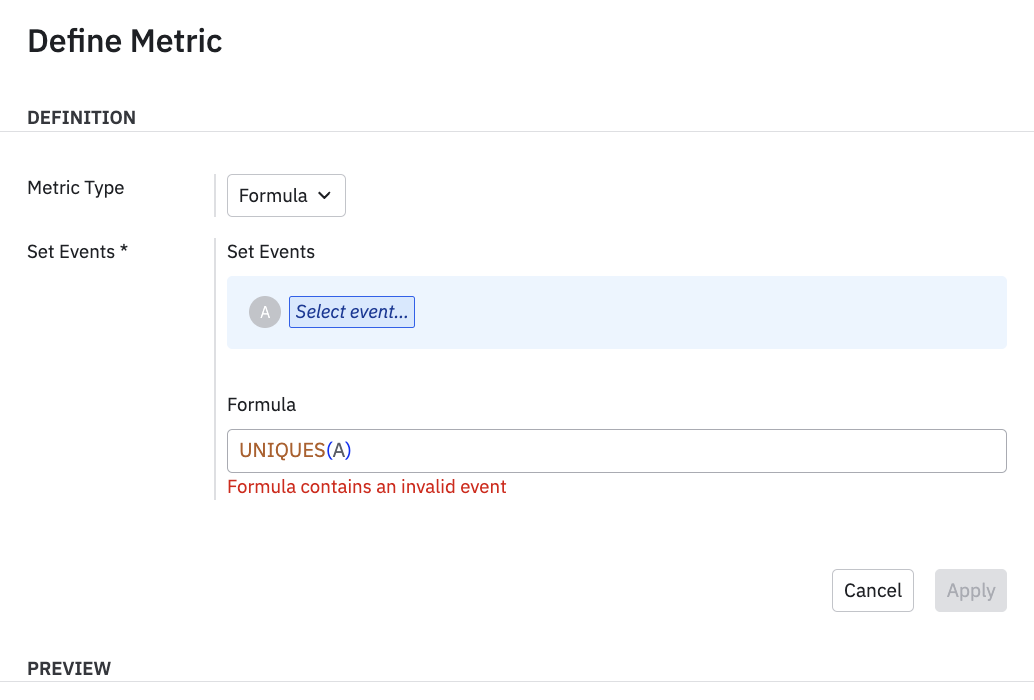 Define Metric
DEFINITION
Metric Type
Formula
Set Events *
Set Events
A
Select event...
Formula
UNIQUES(A)
Formula contains an invalid event
Cancel
Apply
PREVIEW